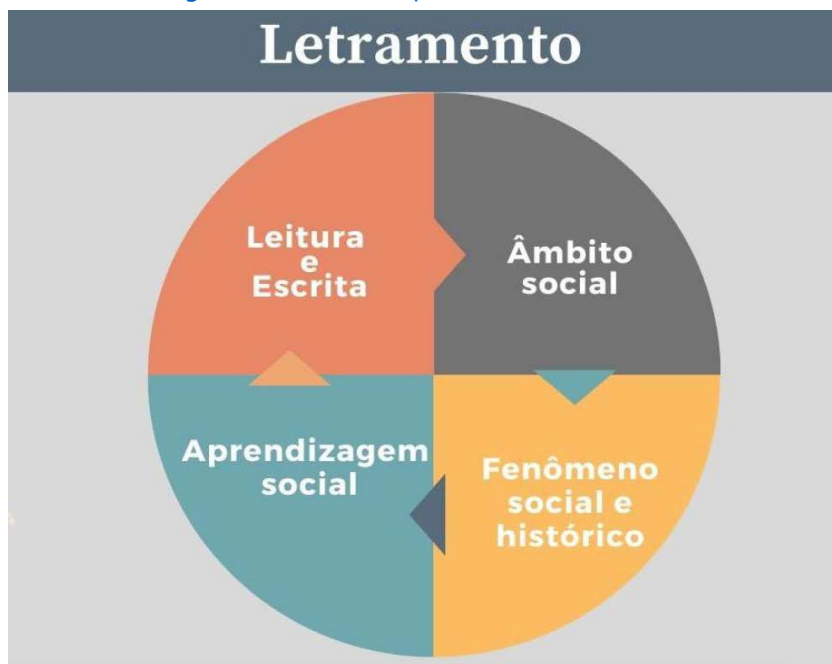 Letramento
Leitura
e
Escrita
Âmbito
social
Aprendizagem
social
Fenômeno
social e
histórico